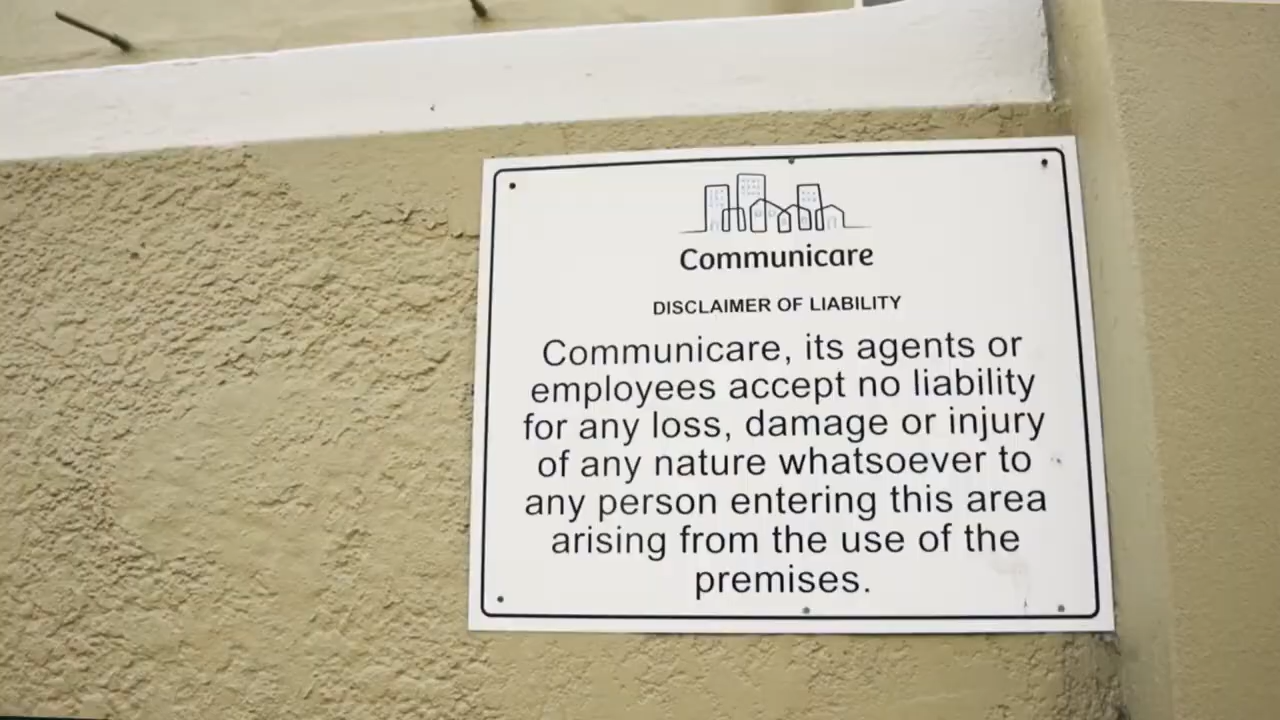 Communicare
DISCLAIMER OF LIABILITY
Communicare, its agents or
employees accept no liability
for any loss, damage or injury
of any nature whatsoever to
any person entering this area
arising from the use of the
premises.